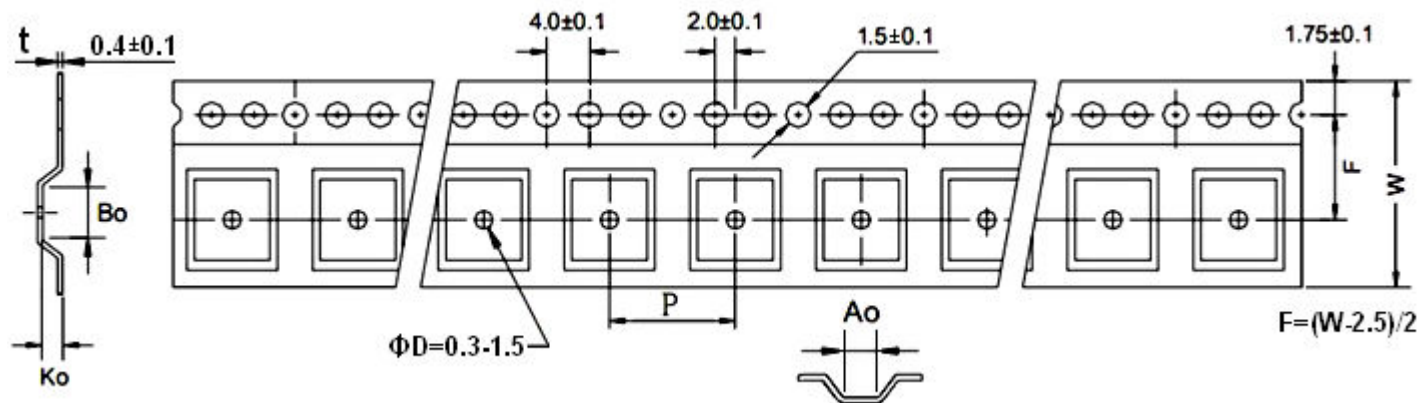 t
0.4±0.1
4.0±0.1
2.0±0.1
1.5±0.1
1.75±0.1
Bo
F
W
Ko
ΦD=0.3-1.5
P
Ao
F=(W-2.5)/2